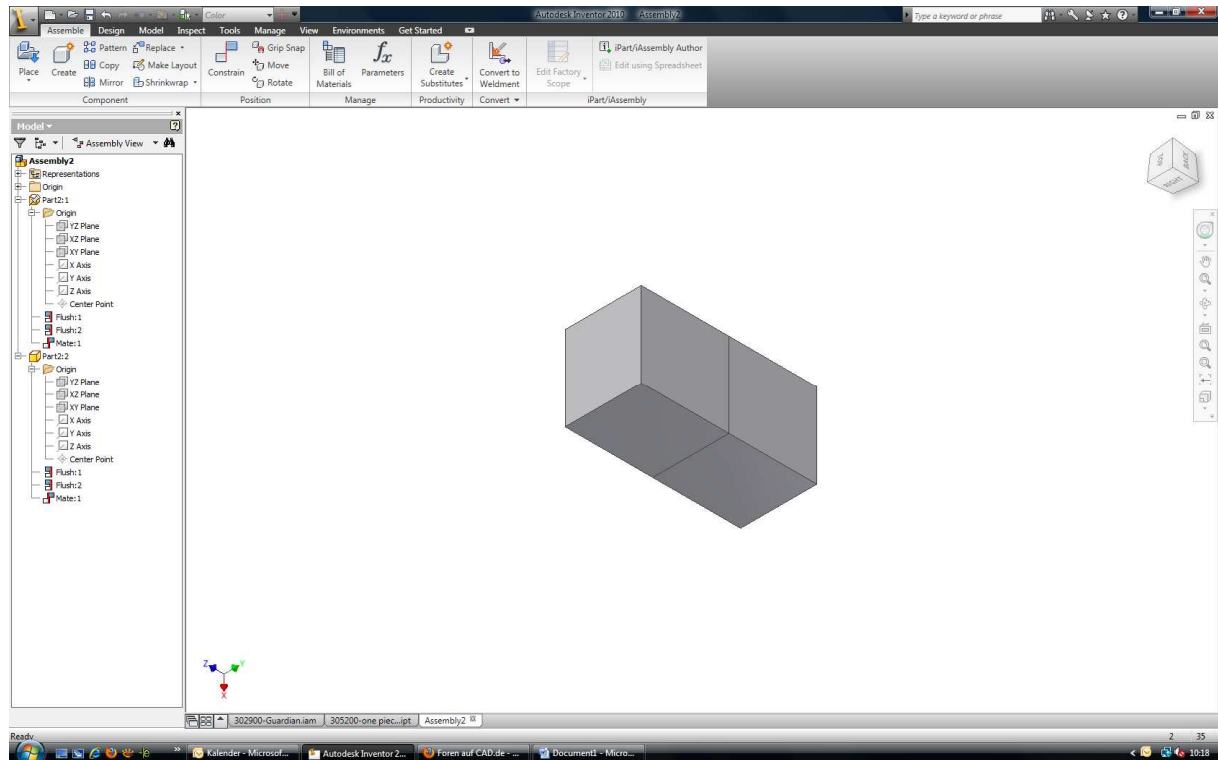 Color
Autodesk Inventor 2010 Assembly2
Type a keyword or phrase
Assemble Design Model Inspect Tools Manage View Environments Get Started
Place
Create
Pattern Replace
Copy Make Layout
Mirror Shrinkwrap
Constrain
Grip Snap
Move
Rotate
Bill of Materials
Parameters
Create Substitutes
Convert to Weldment
Edit Factory Scope
iPart/iAssembly Author
Edit using Spreadsheet
Component Position Manage Productivity Convert iPart/iAssembly
Model
Assembly View
Assembly2
Representations
Origin
Part2:1
Origin
YZ Plane
XZ Plane
XY Plane
X Axis
Y Axis
Z Axis
Center Point
Flush:1
Flush:2
Mate:1
Part2:2
Origin
YZ Plane
XZ Plane
XY Plane
X Axis
Y Axis
Z Axis
Center Point
Flush:1
Flush:2
Mate:1
BACK
RIGHT
Z Y
X
302900-Guardian.iam 305200-one piec...ipt Assembly2
Ready 2 35
Kalender - Microsof... Autodesk Inventor 2... Foren auf CAD.de - ... Document1 - Micro... 10:18